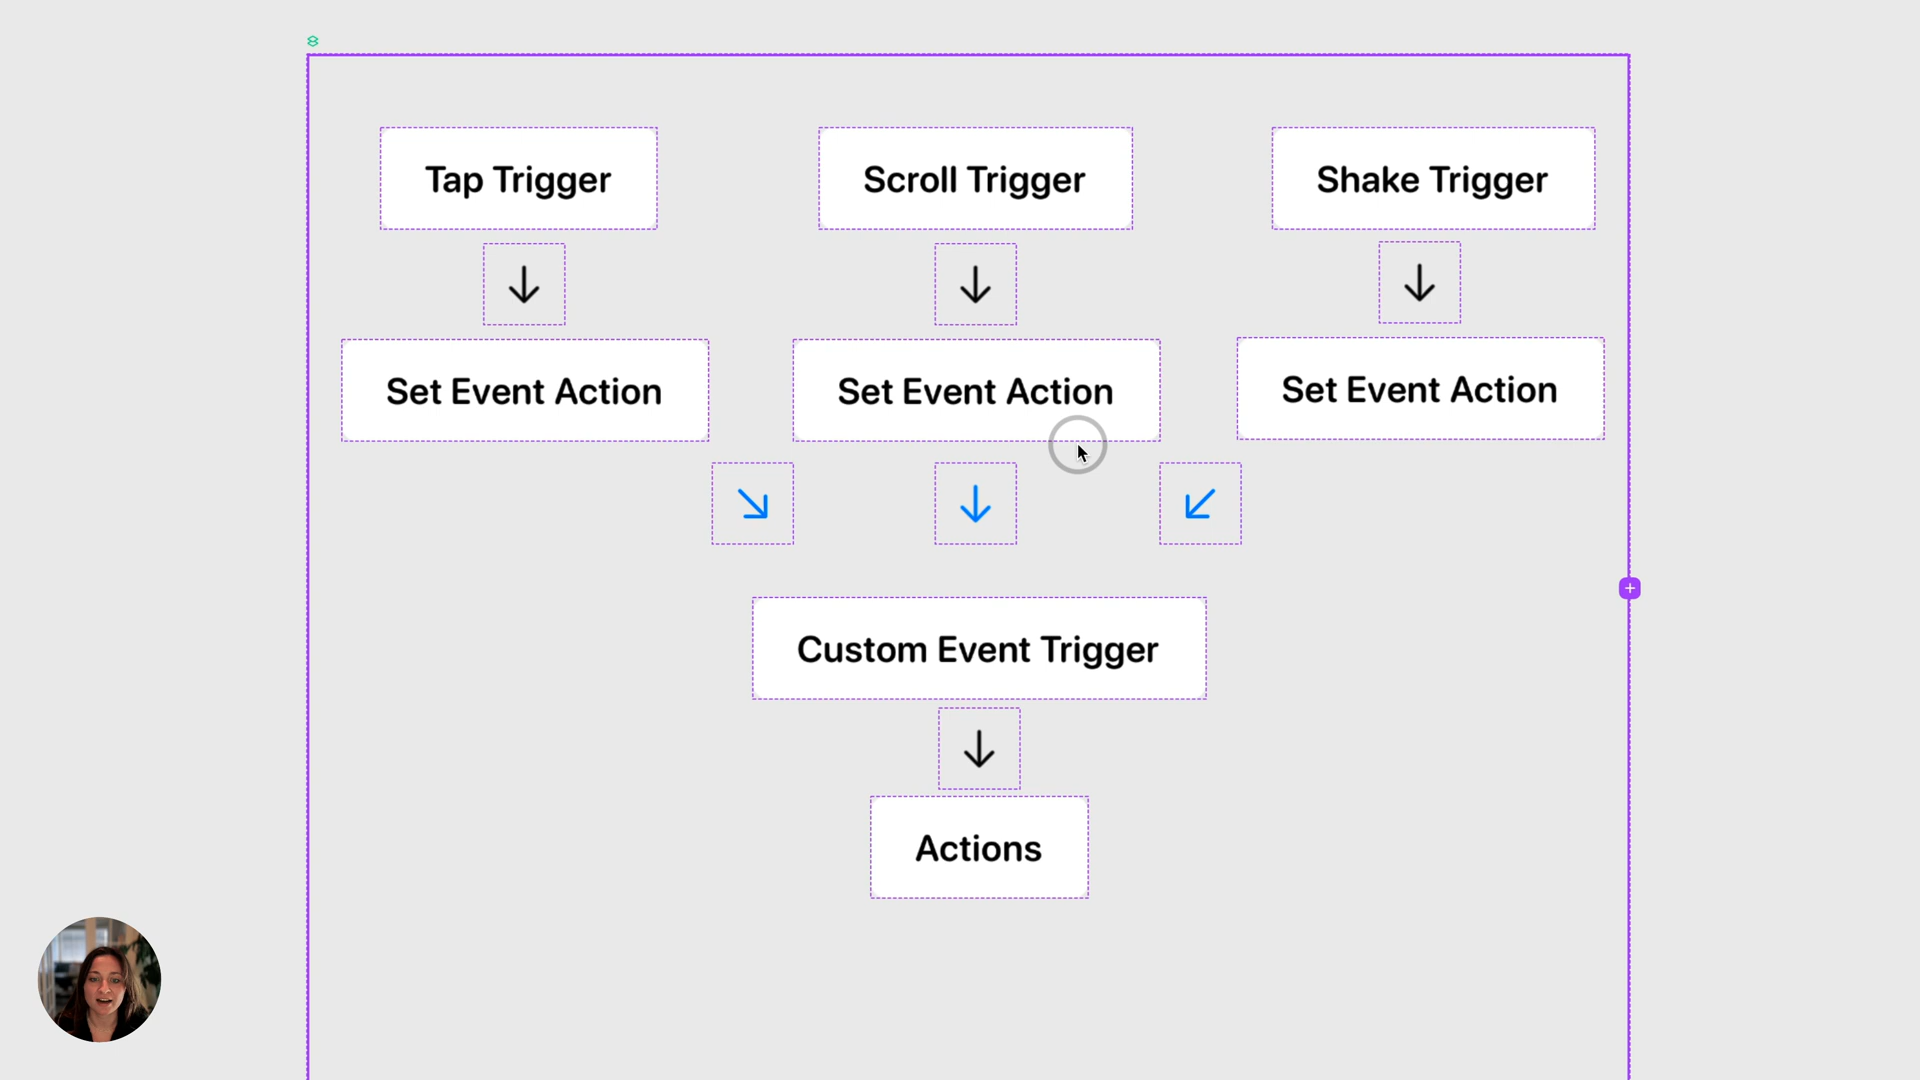 Tap Trigger
Scroll Trigger
Shake Trigger
Set Event Action
Set Event Action
Set Event Action
Custom Event Trigger
Actions